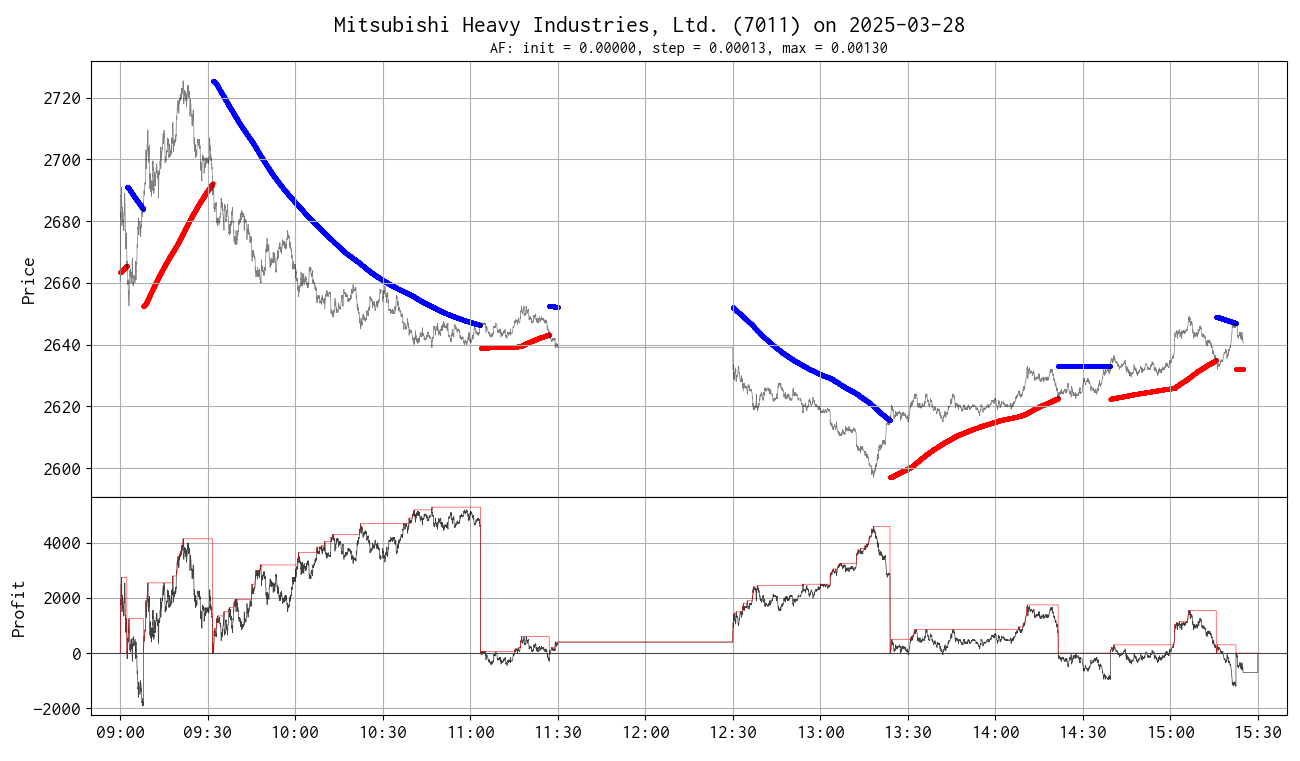 Mitsubishi Heavy Industries, Ltd. (7011) on 2025-03-28
AF: init = 0.00000, step = 0.00013, max = 0.00130
Price
2720
2700
2680
2660
2640
2620
2600
Profit
4000
2000
0
−2000
09:00 09:30 10:00 10:30 11:00 11:30 12:00 12:30 13:00 13:30 14:00 14:30 15:00 15:30